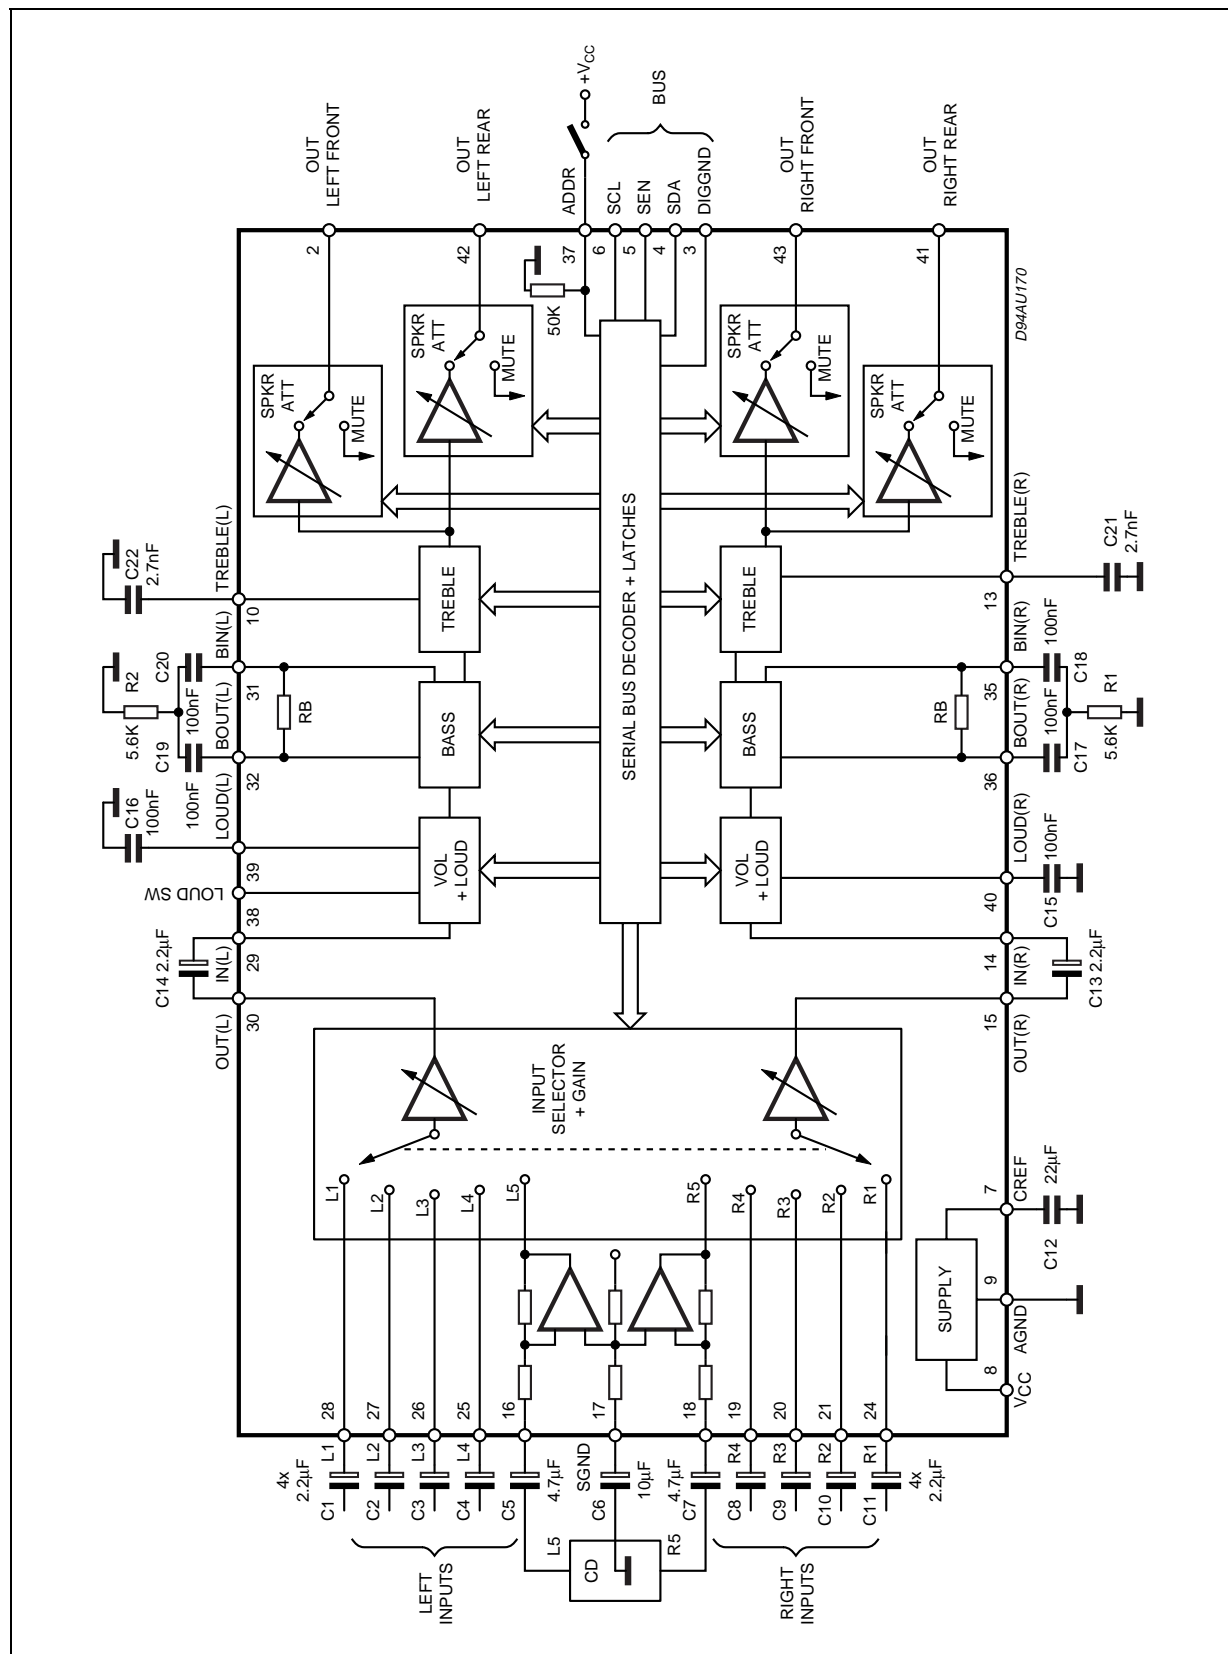 4x
2.2µF
C1
L1
28
L1
C2
L2
27
L2
C3
L3
26
L3
C4
L4
25
L4
C5
4.7µF
16
L5
L5
LEFT
INPUTS
CD
C6
SGND
10µF
17
R5
C7
4.7µF
18
R5
C8
R4
19
R4
C9
R3
20
R3
C10
R2
21
R2
C11
R1
24
R1
4x
2.2µF
RIGHT
INPUTS
INPUT
SELECTOR
+ GAIN
SUPPLY
8
VCC
9
AGND
7
CREF
C12
22µF
OUT(L)
30
C14 2.2µF
IN(L)
29
LOUD SW
38
39
LOUD(L)
C16
100nF
VOL
+ LOUD
32
BOUT(L)
100nF
C19
5.6K
R2
100nF
C20
31
BIN(L)
RB
BASS
10
TREBLE(L)
C22
2.7nF
TREBLE
SPKR
ATT
MUTE
2
OUT
LEFT FRONT
SPKR
ATT
MUTE
42
OUT
LEFT REAR
SERIAL BUS DECODER + LATCHES
50K
37
ADDR
+VCC
6
SCL
5
SEN
4
SDA
3
DIGGND
BUS
15
OUT(R)
C13 2.2µF
14
IN(R)
40
LOUD(R)
C15
100nF
VOL
+ LOUD
36
BOUT(R)
100nF
C17
5.6K
R1
C18
100nF
35
BIN(R)
RB
BASS
13
TREBLE(R)
C21
2.7nF
TREBLE
SPKR
ATT
MUTE
43
OUT
RIGHT FRONT
SPKR
ATT
MUTE
41
OUT
RIGHT REAR
D94AU170